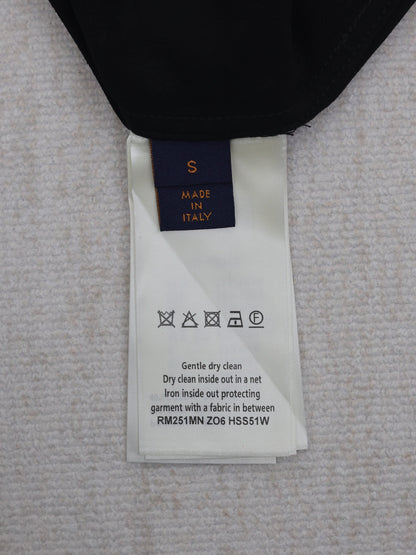 S
MADE
IN
ITALY
F
Gentle dry clean
Dry clean inside out in a net
Iron inside out protecting
garment with a fabric in between
RM251MN ZO6 HSS51W